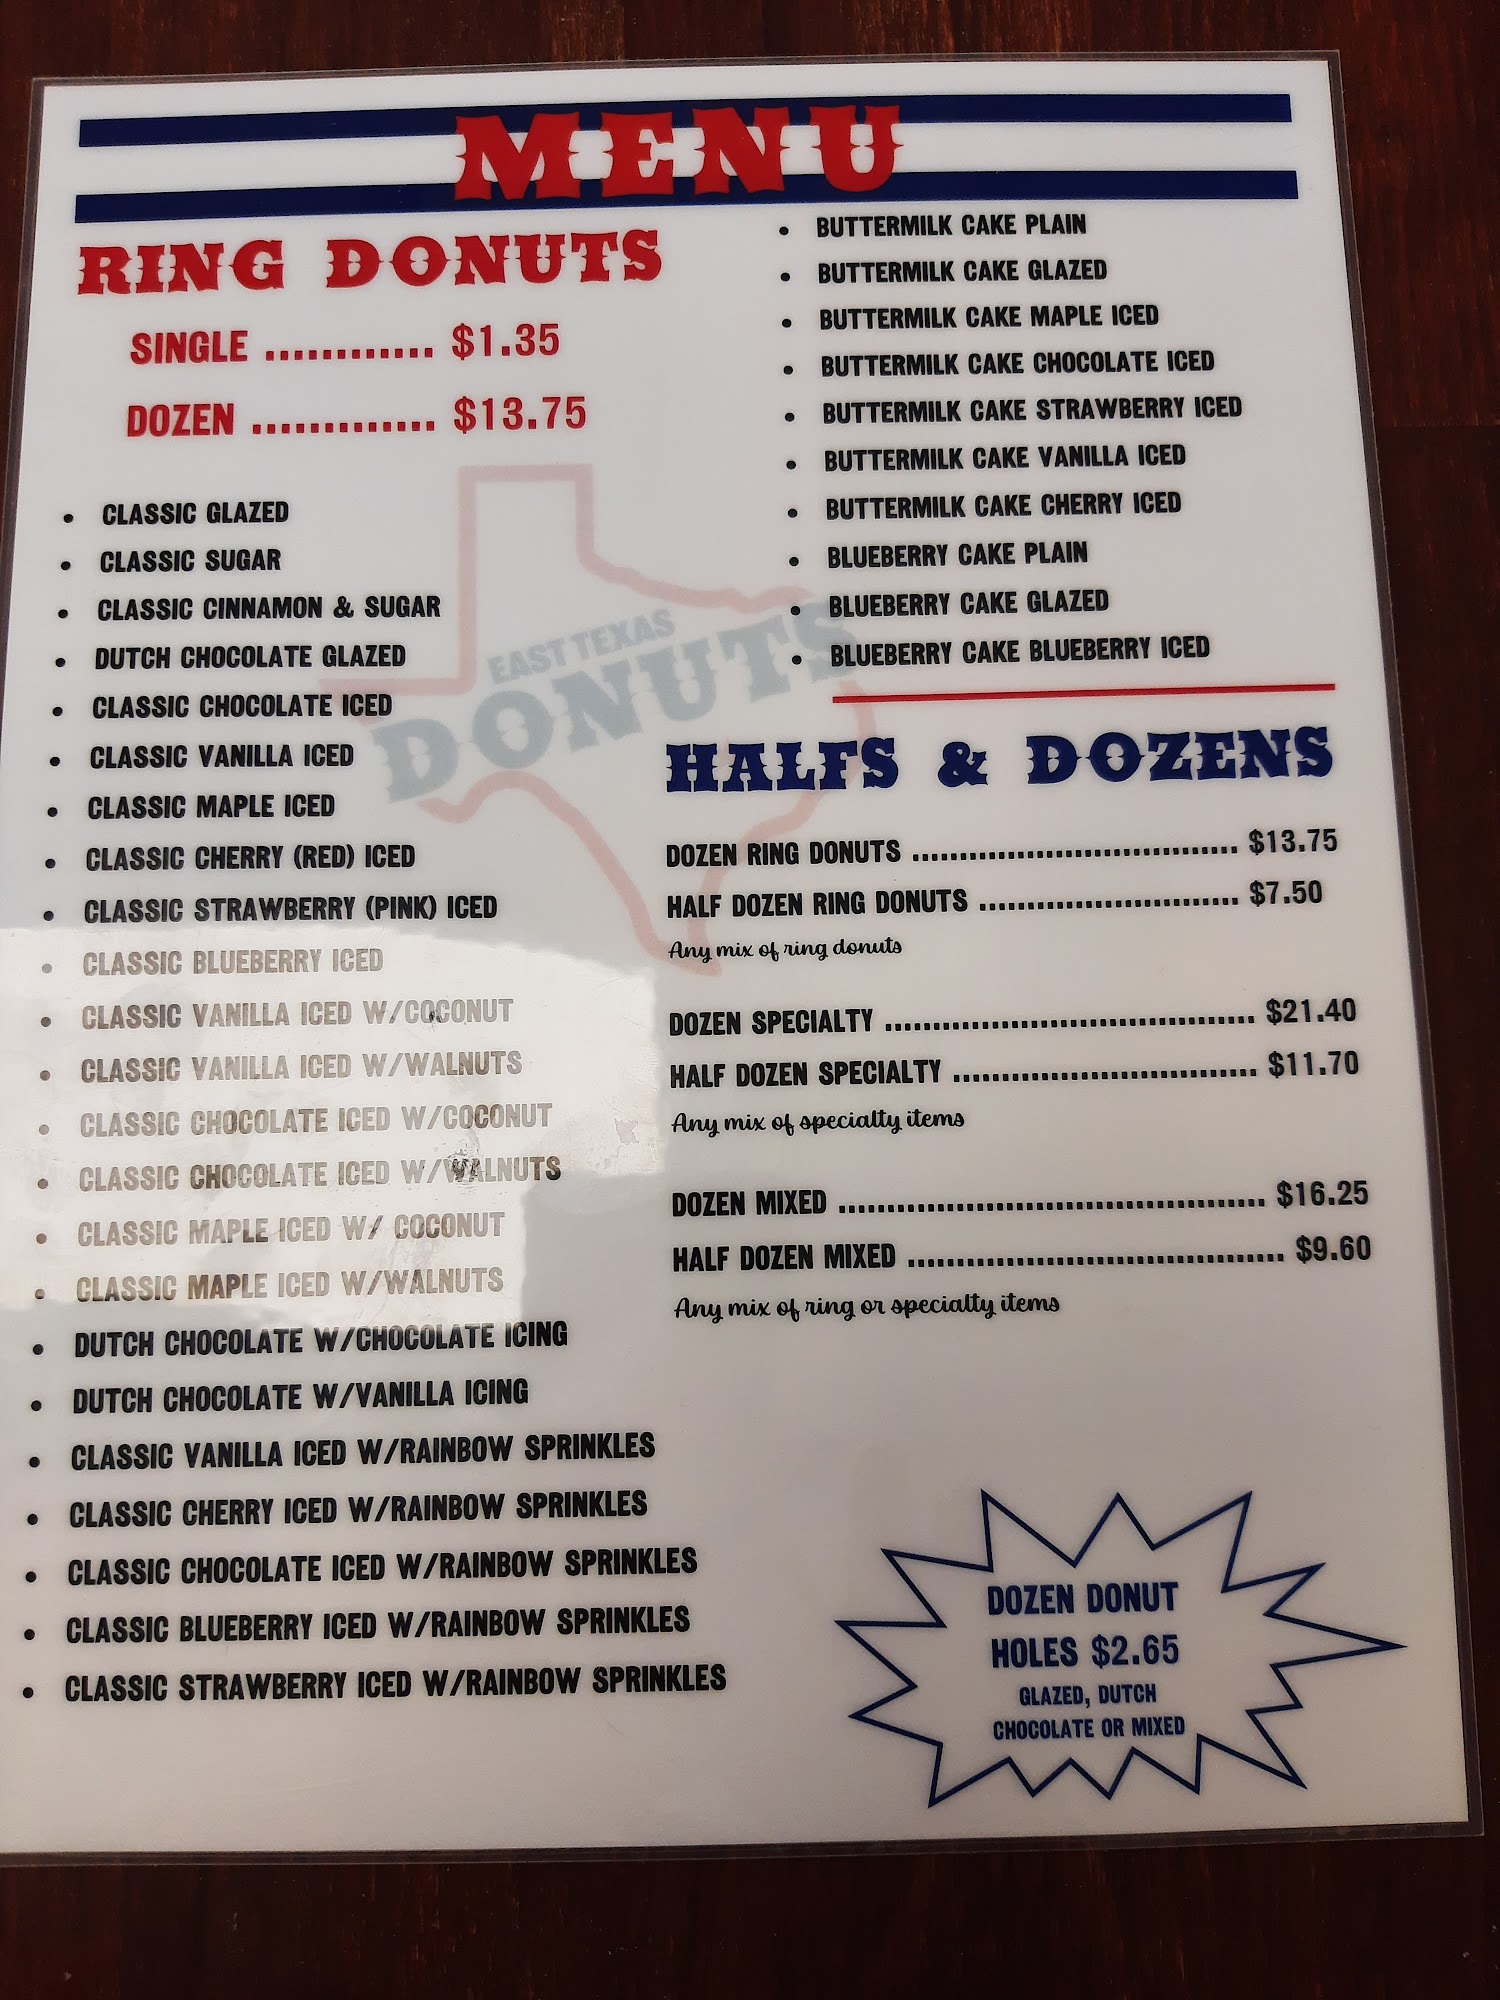 MENU
RING DONUTS
SINGLE ............ $1.35
DOZEN ............. $13.75
• CLASSIC GLAZED
• CLASSIC SUGAR
• CLASSIC CINNAMON & SUGAR
• DUTCH CHOCOLATE GLAZED
• CLASSIC CHOCOLATE ICED
• CLASSIC VANILLA ICED
• CLASSIC MAPLE ICED
• CLASSIC CHERRY (RED) ICED
• CLASSIC STRAWBERRY (PINK) ICED
• CLASSIC BLUEBERRY ICED
• CLASSIC VANILLA ICED W/COCONUT
• CLASSIC VANILLA ICED W/WALNUTS
• CLASSIC CHOCOLATE ICED W/COCONUT
• CLASSIC CHOCOLATE ICED W/WALNUTS
• CLASSIC MAPLE ICED W/ COCONUT
• CLASSIC MAPLE ICED W/WALNUTS
• DUTCH CHOCOLATE W/CHOCOLATE ICING
• DUTCH CHOCOLATE W/VANILLA ICING
• CLASSIC VANILLA ICED W/RAINBOW SPRINKLES
• CLASSIC CHERRY ICED W/RAINBOW SPRINKLES
• CLASSIC CHOCOLATE ICED W/RAINBOW SPRINKLES
• CLASSIC BLUEBERRY ICED W/RAINBOW SPRINKLES
• CLASSIC STRAWBERRY ICED W/RAINBOW SPRINKLES
EAST TEXAS
DONUTS
• BUTTERMILK CAKE PLAIN
• BUTTERMILK CAKE GLAZED
• BUTTERMILK CAKE MAPLE ICED
• BUTTERMILK CAKE CHOCOLATE ICED
• BUTTERMILK CAKE STRAWBERRY ICED
• BUTTERMILK CAKE VANILLA ICED
• BUTTERMILK CAKE CHERRY ICED
• BLUEBERRY CAKE PLAIN
• BLUEBERRY CAKE GLAZED
• BLUEBERRY CAKE BLUEBERRY ICED
HALFS & DOZENS
DOZEN RING DONUTS .................................. $13.75
HALF DOZEN RING DONUTS ........................... $7.50
Any mix of ring donuts
DOZEN SPECIALTY ...................................... $21.40
HALF DOZEN SPECIALTY ............................... $11.70
Any mix of specialty items
DOZEN MIXED ............................................ $16.25
HALF DOZEN MIXED ....................................... $9.60
Any mix of ring or specialty items
DOZEN DONUT
HOLES $2.65
GLAZED, DUTCH
CHOCOLATE OR MIXED